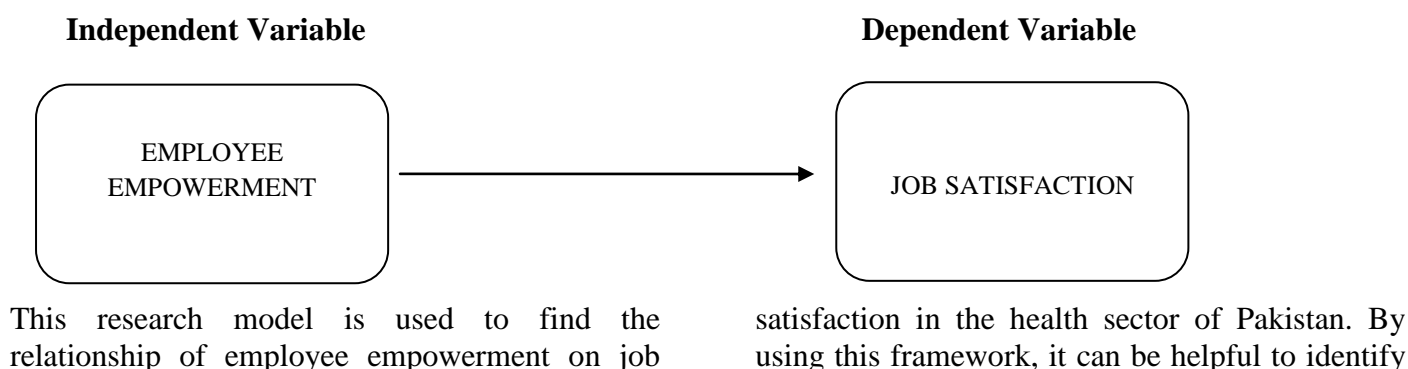 Independent Variable
Dependent Variable
EMPLOYEE
EMPOWERMENT
JOB SATISFACTION
This research model is used to find the
relationship of employee empowerment on job
satisfaction in the health sector of Pakistan. By
using this framework, it can be helpful to identify